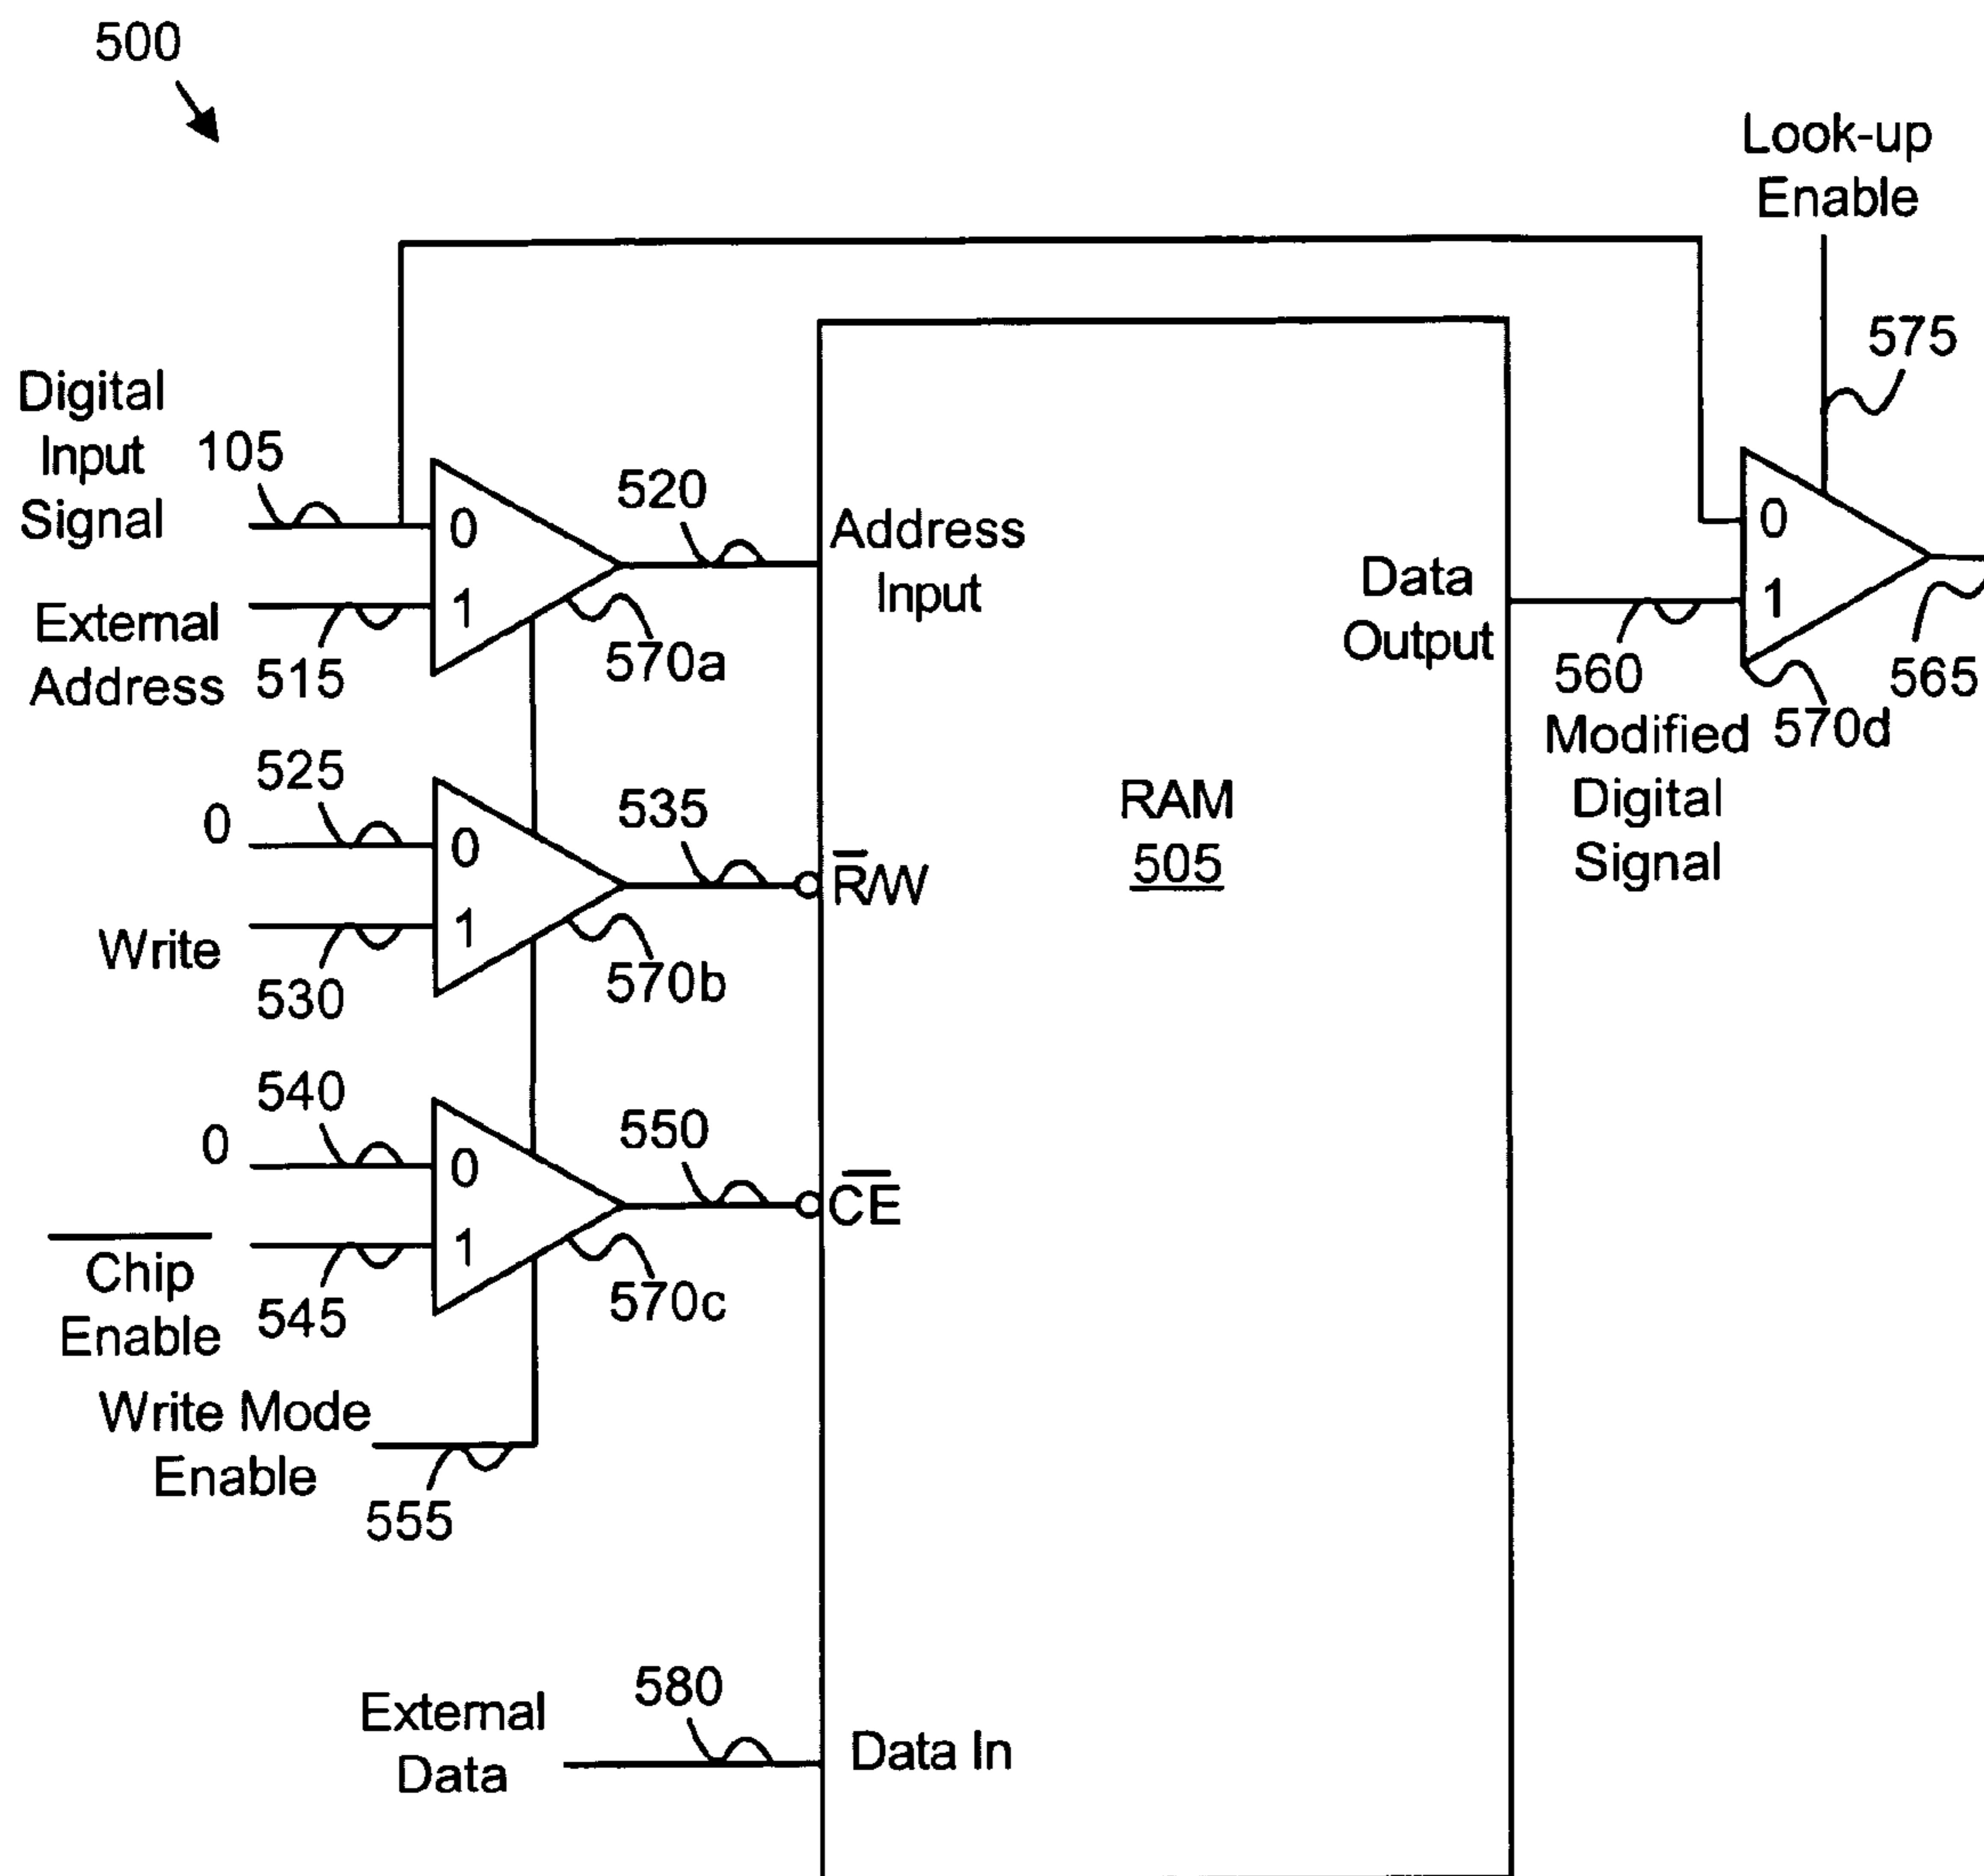 500
Look-up
Enable
575
Digital
Input
Signal
105
0
520
Address
Input
External
Address
515
1
570a
Data
Output
0
1
560
Modified
Digital
Signal
570d
565
0
525
0
535
R̅/W
RAM
505
Write
530
1
570b
0
540
0
550
C̅E̅
Chip
Enable
545
1
570c
Write Mode
Enable
555
External
Data
580
Data In